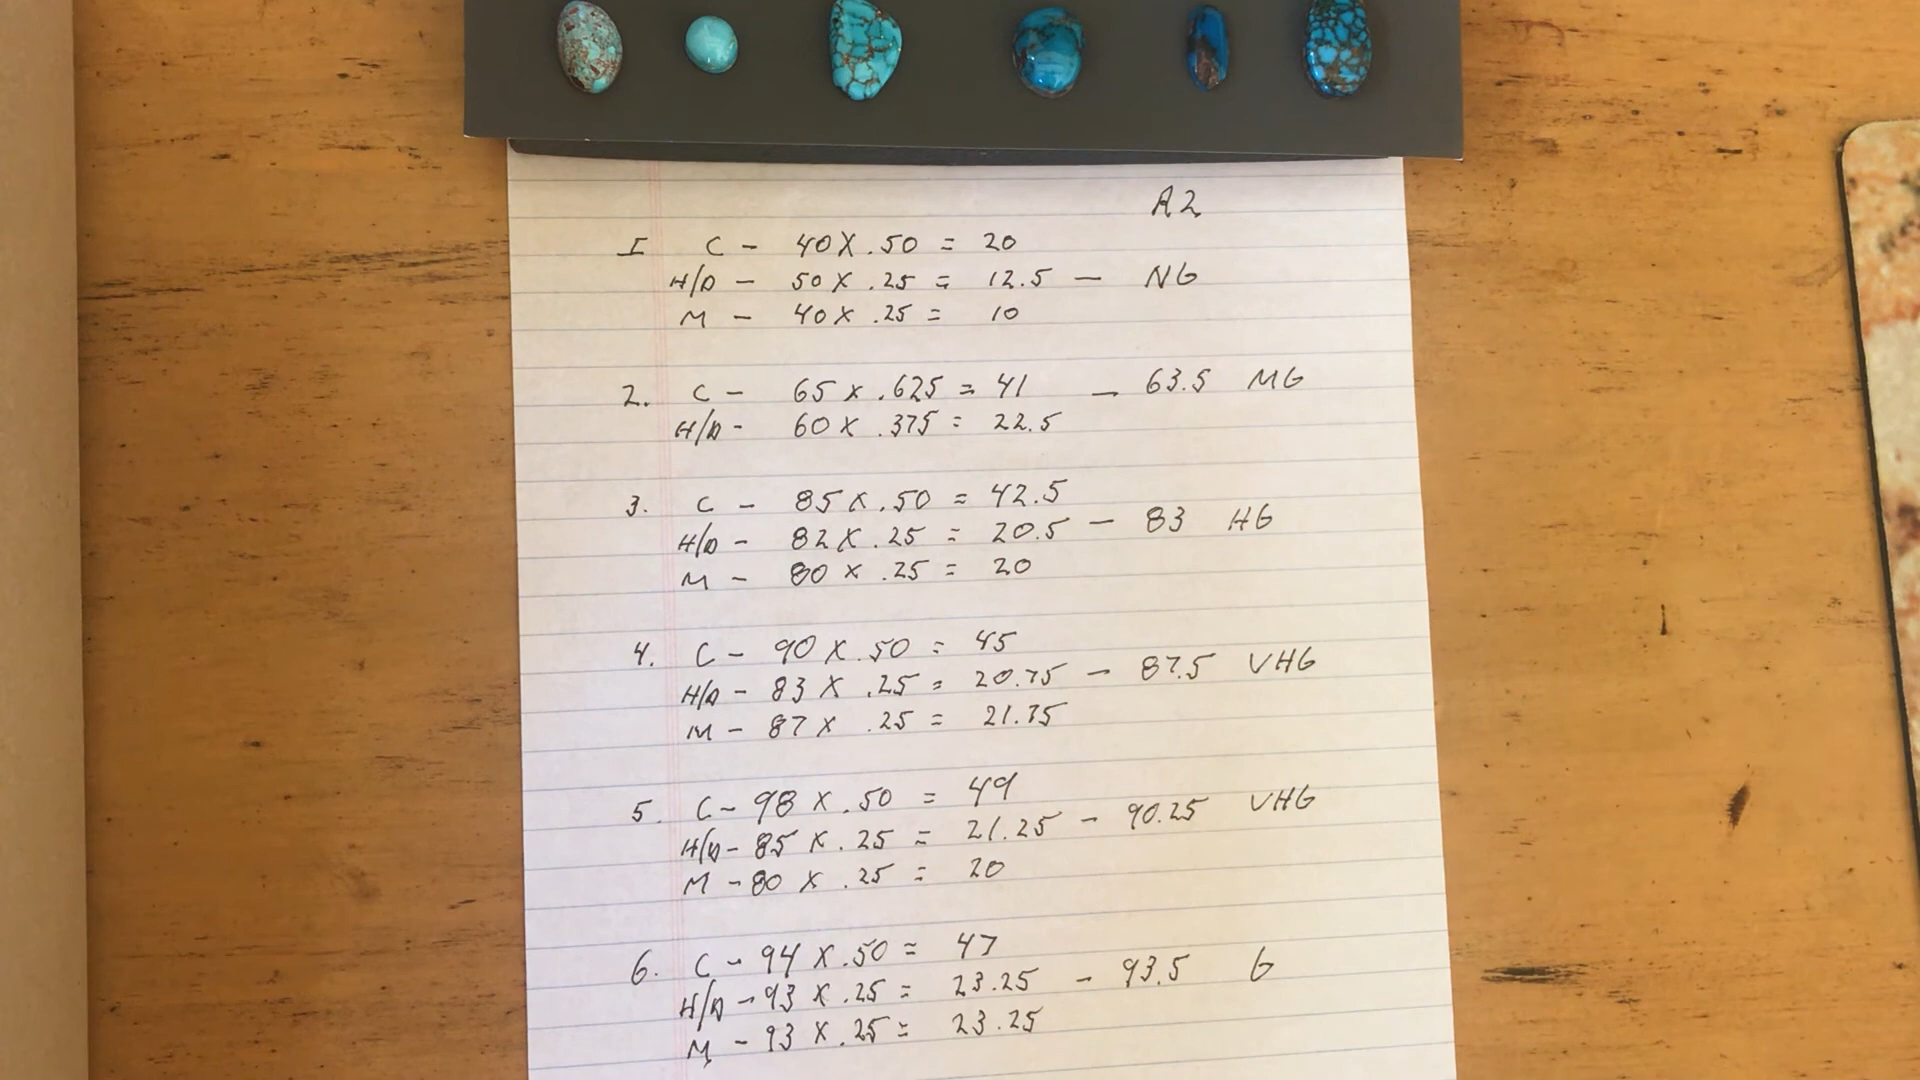 A2
I C - 40 X .50 = 20
H/D - 50 X .25 = 12.5 - NG
M - 40 X .25 = 10
2. C - 65 X .625 = 41 - 63.5 MG
H/D - 60 X .375 = 22.5
3. C - 85 X .50 = 42.5
H/D - 82 X .25 = 20.5 - 83 HG
M - 80 X .25 = 20
4. C - 90 X .50 = 45
H/D - 83 X .25 = 20.75 - 87.5 VHG
M - 87 X .25 = 21.75
5. C - 98 X .50 = 49
H/D - 85 X .25 = 21.25 - 90.25 VHG
M - 80 X .25 = 20
6. C - 94 X .50 = 47
H/D - 93 X .25 = 23.25 - 93.5 G
M - 93 X .25 = 23.25